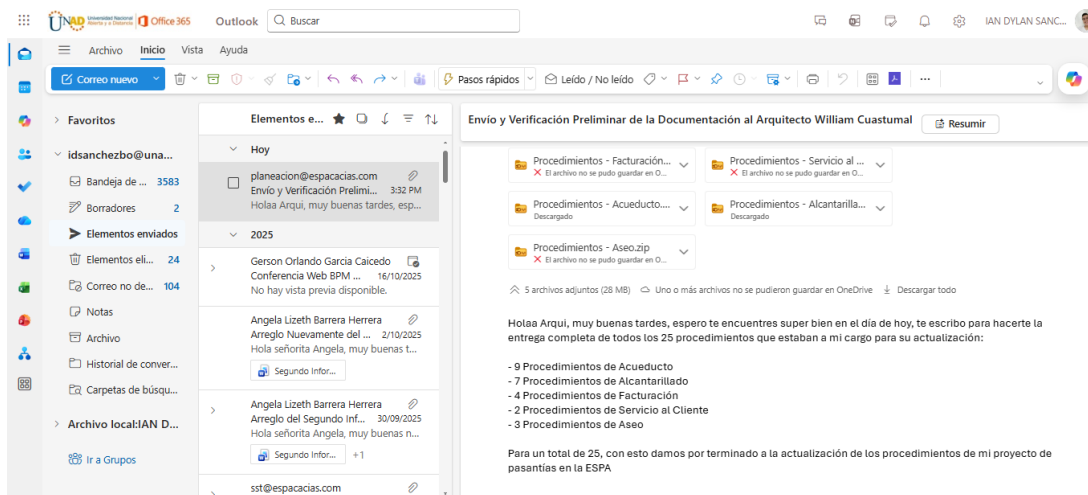 UNAD Universidad Nacional Abierta y a Distancia Office 365 Outlook Buscar IAN DYLAN SANC...
Archivo Inicio Vista Ayuda
Correo nuevo Pasos rápidos Leído / No leído
Favoritos
idsanchezbo@una...
Bandeja de ... 3583
Borradores 2
Elementos enviados
Elementos eli... 24
Correo no de... 104
Notas
Archivo
Historial de conver...
Carpetas de búsqu...
Archivo local:IAN D...
Ir a Grupos
Elementos e...
Hoy
planeacion@espacacias.com
Envío y Verificación Prelimi... 3:32 PM
Holaa Arqui, muy buenas tardes, esp...
2025
Gerson Orlando Garcia Caicedo
Conferencia Web BPM ... 16/10/2025
No hay vista previa disponible.
Angela Lizeth Barrera Herrera
Arreglo Nuevamente del ... 2/10/2025
Hola señorita Angela, muy buenas t...
Segundo Infor...
Angela Lizeth Barrera Herrera
Arreglo del Segundo Inf... 30/09/2025
Hola señorita Angela, muy buenas n...
Segundo Infor... +1
sst@espacacias.com
Envío y Verificación Preliminar de la Documentación al Arquitecto William Cuastumal Resumir
Procedimientos - Facturación...
El archivo no se pudo guardar en O...
Procedimientos - Servicio al ...
El archivo no se pudo guardar en O...
Procedimientos - Acueducto....
Descargado
Procedimientos - Alcantarilla...
Descargado
Procedimientos - Aseo.zip
El archivo no se pudo guardar en O...
5 archivos adjuntos (28 MB) Uno o más archivos no se pudieron guardar en OneDrive Descargar todo
Holaa Arqui, muy buenas tardes, espero te encuentres super bien en el día de hoy, te escribo para hacerte la
entrega completa de todos los 25 procedimientos que estaban a mi cargo para su actualización:
- 9 Procedimientos de Acueducto
- 7 Procedimientos de Alcantarillado
- 4 Procedimientos de Facturación
- 2 Procedimientos de Servicio al Cliente
- 3 Procedimientos de Aseo
Para un total de 25, con esto damos por terminado a la actualización de los procedimientos de mi proyecto de
pasantías en la ESPA